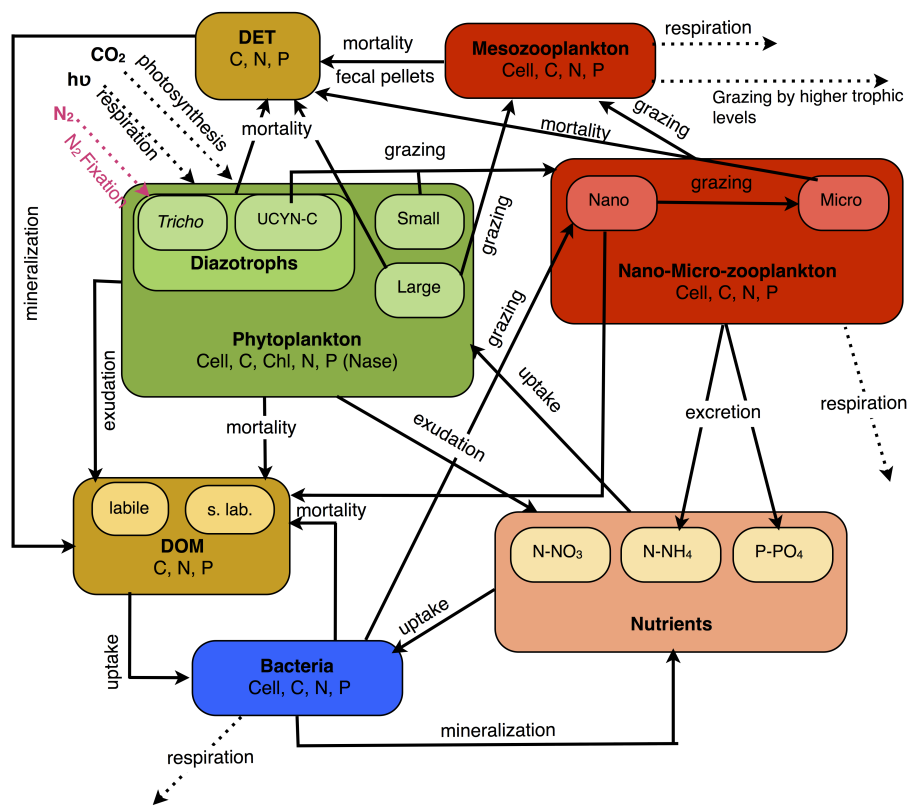 DET
C, N, P
mortality
fecal pellets
Mesozooplankton
Cell, C, N, P
respiration
Grazing by higher trophic
levels
CO₂
hυ
N₂
photosynthesis
respiration
N₂ Fixation
mortality
mortality
grazing
grazing
Tricho
UCYN-C
Diazotrophs
Small
Large
Phytoplankton
Cell, C, Chl, N, P (Nase)
grazing
grazing
Nano
grazing
Micro
Nano-Micro-zooplankton
Cell, C, N, P
mineralization
exudation
mortality
exudation
uptake
excretion
respiration
labile
s. lab.
DOM
C, N, P
mortality
N-NO₃
N-NH₄
P-PO₄
Nutrients
uptake
uptake
Bacteria
Cell, C, N, P
mineralization
respiration